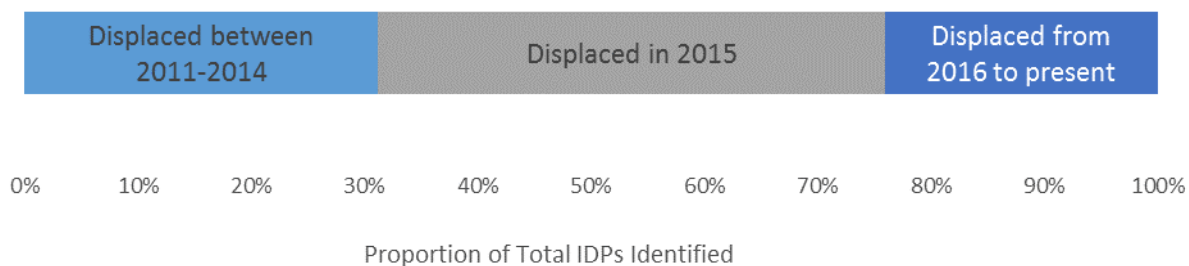 Displaced between
2011-2014
Displaced in 2015
Displaced from
2016 to present
0% 10% 20% 30% 40% 50% 60% 70% 80% 90% 100%
Proportion of Total IDPs Identified